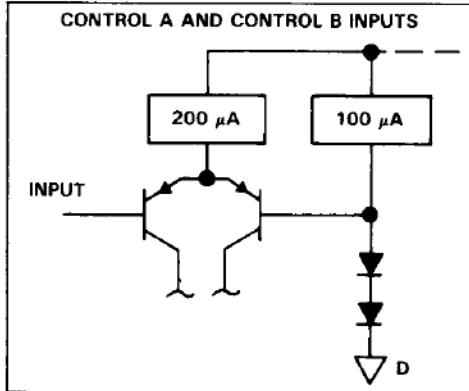 CONTROL A AND CONTROL B INPUTS
200 μA
100 μA
INPUT
D